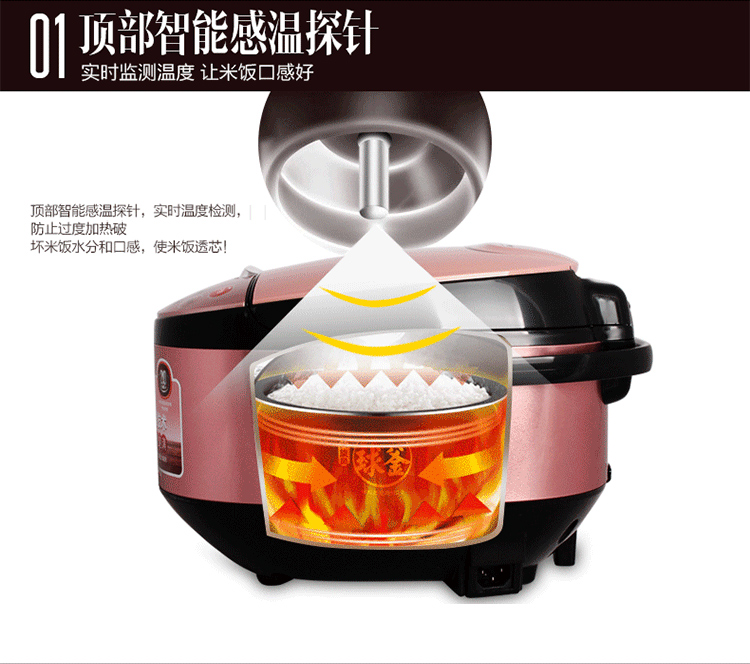 01 顶部智能感温探针
实时监测温度 让米饭口感好
顶部智能感温探针，实时温度检测，
防止过度加热破
坏米饭水分和口感，使米饭透芯！
球釜